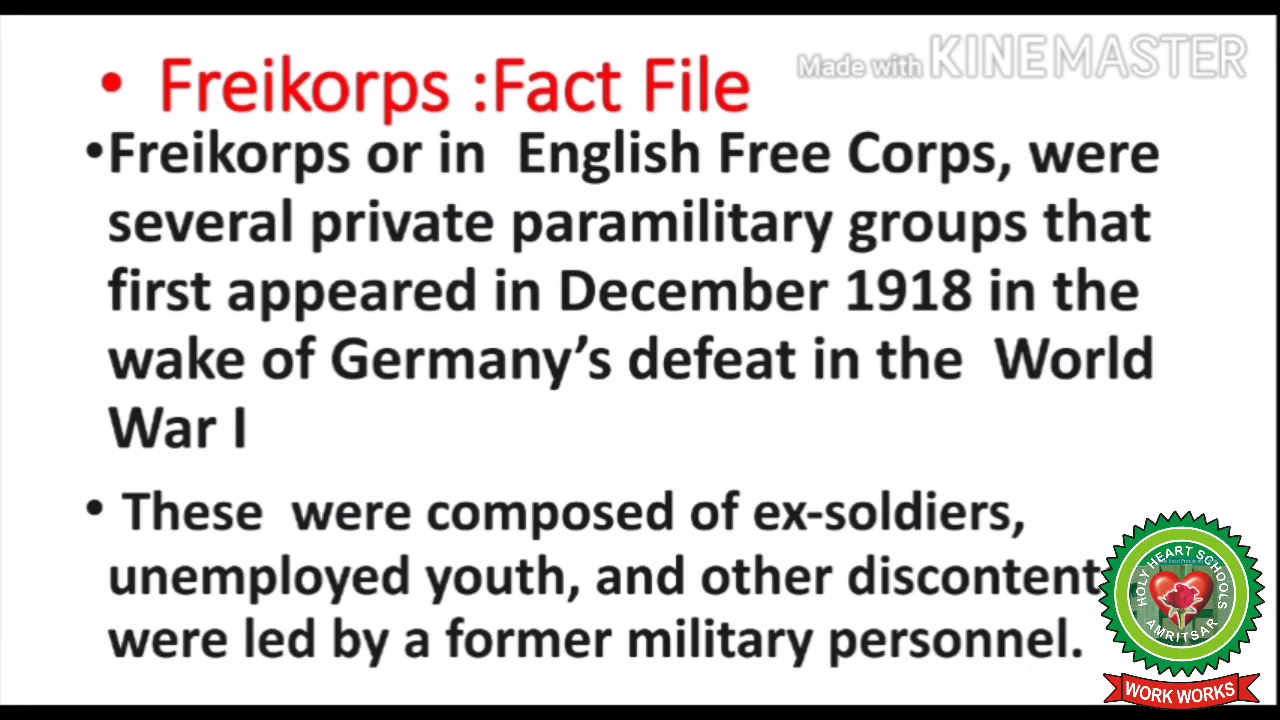 • Freikorps :Fact File
Made with KINEMASTER
•Freikorps or in English Free Corps, were
several private paramilitary groups that
first appeared in December 1918 in the
wake of Germany’s defeat in the World
War I
• These were composed of ex-soldiers,
unemployed youth, and other discontent
were led by a former military personnel.
HOLY HEART SCHOOLS
AMRITSAR
WORK WORKS